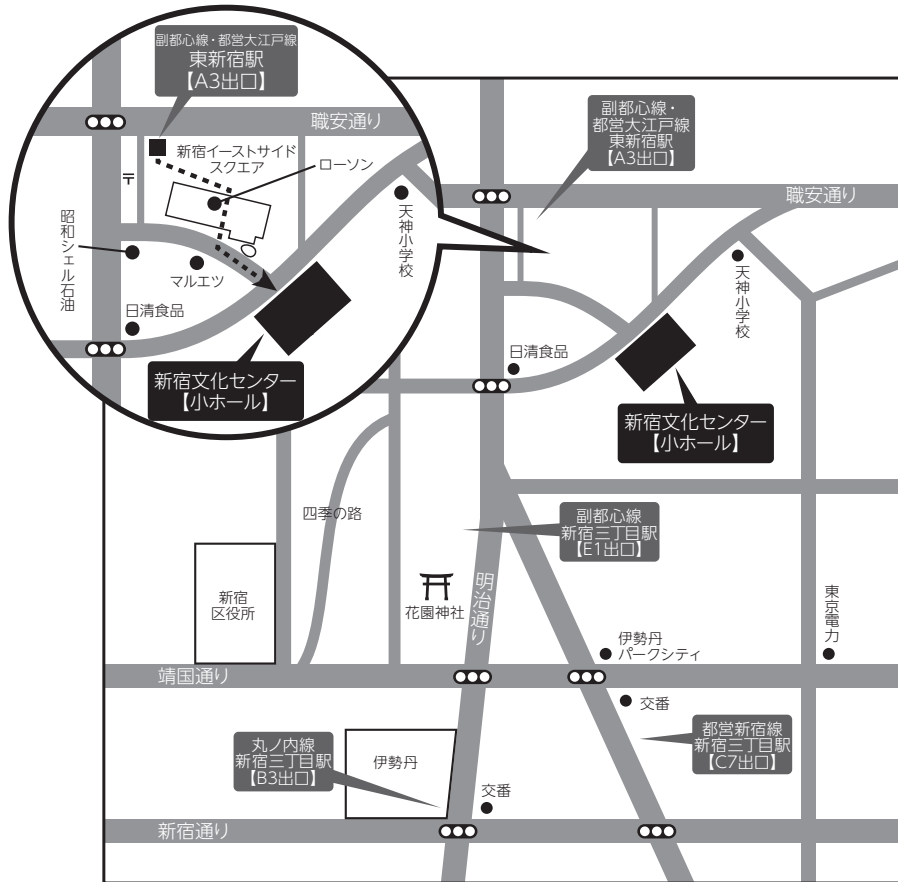 副都心線・都営大江戸線
東新宿駅
【A3出口】
職安通り
新宿イーストサイド
スクエア
ローソン
〒
昭和シェル石油
マルエツ
日清食品
天神小学校
新宿文化センター
【小ホール】
副都心線・
都営大江戸線
東新宿駅
【A3出口】
職安通り
天神小学校
日清食品
新宿文化センター
【小ホール】
四季の路
副都心線
新宿三丁目駅
【E1出口】
新宿
区役所
花園神社
明治通り
東京電力
伊勢丹
パークシティ
靖国通り
交番
都営新宿線
新宿三丁目駅
【C7出口】
丸ノ内線
新宿三丁目駅
【B3出口】
伊勢丹
交番
新宿通り